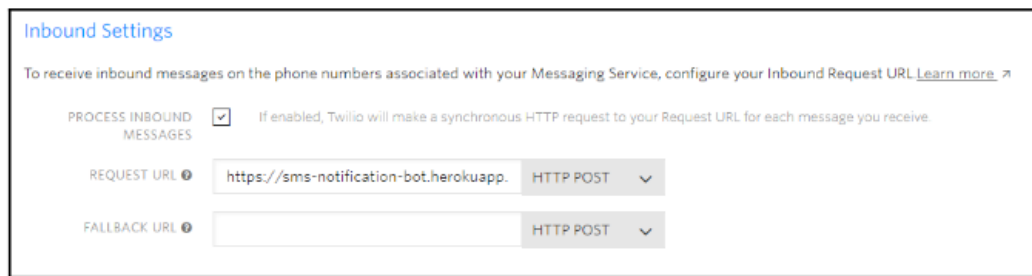 Inbound Settings
To receive inbound messages on the phone numbers associated with your Messaging Service, configure your Inbound Request URL Learn more ↗
PROCESS INBOUND If enabled, Twilio will make a synchronous HTTP request to your Request URL for each message you receive.
MESSAGES
REQUEST URL https://sms-notification-bot.herokuapp. HTTP POST
FALLBACK URL HTTP POST